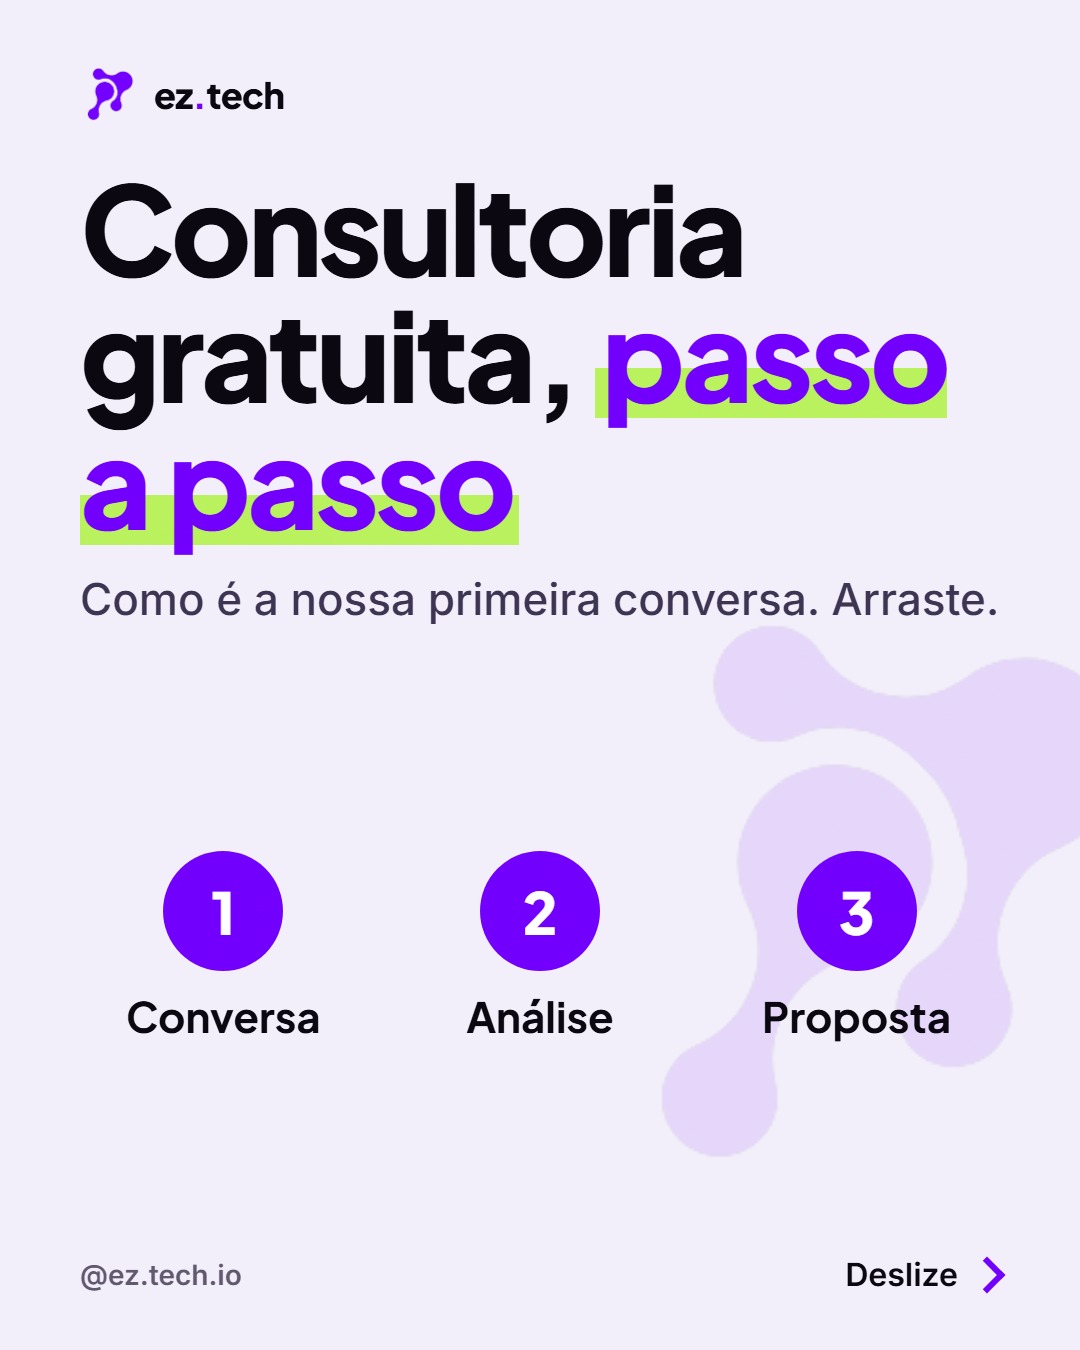 ez.tech
Consultoria
gratuita, passo
a passo
Como é a nossa primeira conversa. Arraste.
1
2
3
Conversa
Análise
Proposta
@ez.tech.io
Deslize